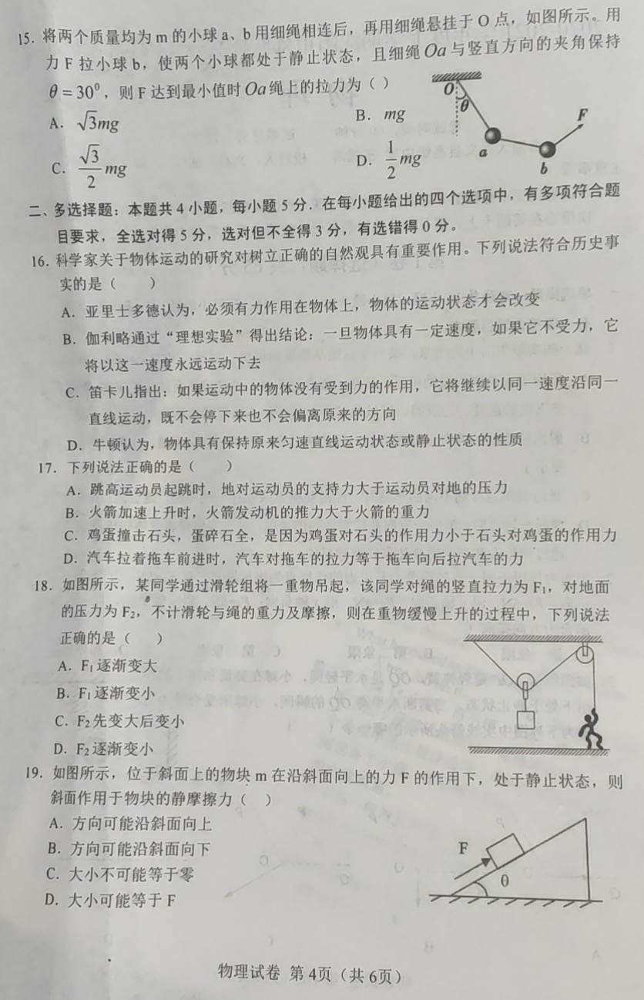 15. 将两个质量均为 m 的小球 a、b 用细绳相连后，再用细绳悬挂于 O 点，如图所示。用
力 F 拉小球 b，使两个小球都处于静止状态，且细绳 Oa 与竖直方向的夹角保持
θ = 30⁰，则 F 达到最小值时 Oa 绳上的拉力为（ ）
A. √3mg
B. mg
C. √3/2 mg
D. 1/2 mg
O
θ
F
a
b
二、多选择题：本题共 4 小题，每小题 5 分．在每小题给出的四个选项中，有多项符合题
目要求，全选对得 5 分，选对但不全得 3 分，有选错得 0 分。
16. 科学家关于物体运动的研究对树立正确的自然观具有重要作用。下列说法符合历史事
实的是（ ）
A．亚里士多德认为，必须有力作用在物体上，物体的运动状态才会改变
B．伽利略通过“理想实验”得出结论：一旦物体具有一定速度，如果它不受力，它
将以这一速度永远运动下去
C．笛卡儿指出：如果运动中的物体没有受到力的作用，它将继续以同一速度沿同一
直线运动，既不会停下来也不会偏离原来的方向
D．牛顿认为，物体具有保持原来匀速直线运动状态或静止状态的性质
17．下列说法正确的是（ ）
A．跳高运动员起跳时，地对运动员的支持力大于运动员对地的压力
B．火箭加速上升时，火箭发动机的推力大于火箭的重力
C．鸡蛋撞击石头，蛋碎石全，是因为鸡蛋对石头的作用力小于石头对鸡蛋的作用力
D．汽车拉着拖车前进时，汽车对拖车的拉力等于拖车向后拉汽车的力
18．如图所示，某同学通过滑轮组将一重物吊起，该同学对绳的竖直拉力为 F₁，对地面
的压力为 F₂，不计滑轮与绳的重力及摩擦，则在重物缓慢上升的过程中，下列说法
正确的是（ ）
A．F₁ 逐渐变大
B．F₁ 逐渐变小
C．F₂ 先变大后变小
D．F₂ 逐渐变小
19．如图所示，位于斜面上的物块 m 在沿斜面向上的力 F 的作用下，处于静止状态，则
斜面作用于物块的静摩擦力（ ）
A．方向可能沿斜面向上
B．方向可能沿斜面向下
C．大小不可能等于零
D．大小可能等于 F
F
θ
物理试卷 第 4页（共 6页）